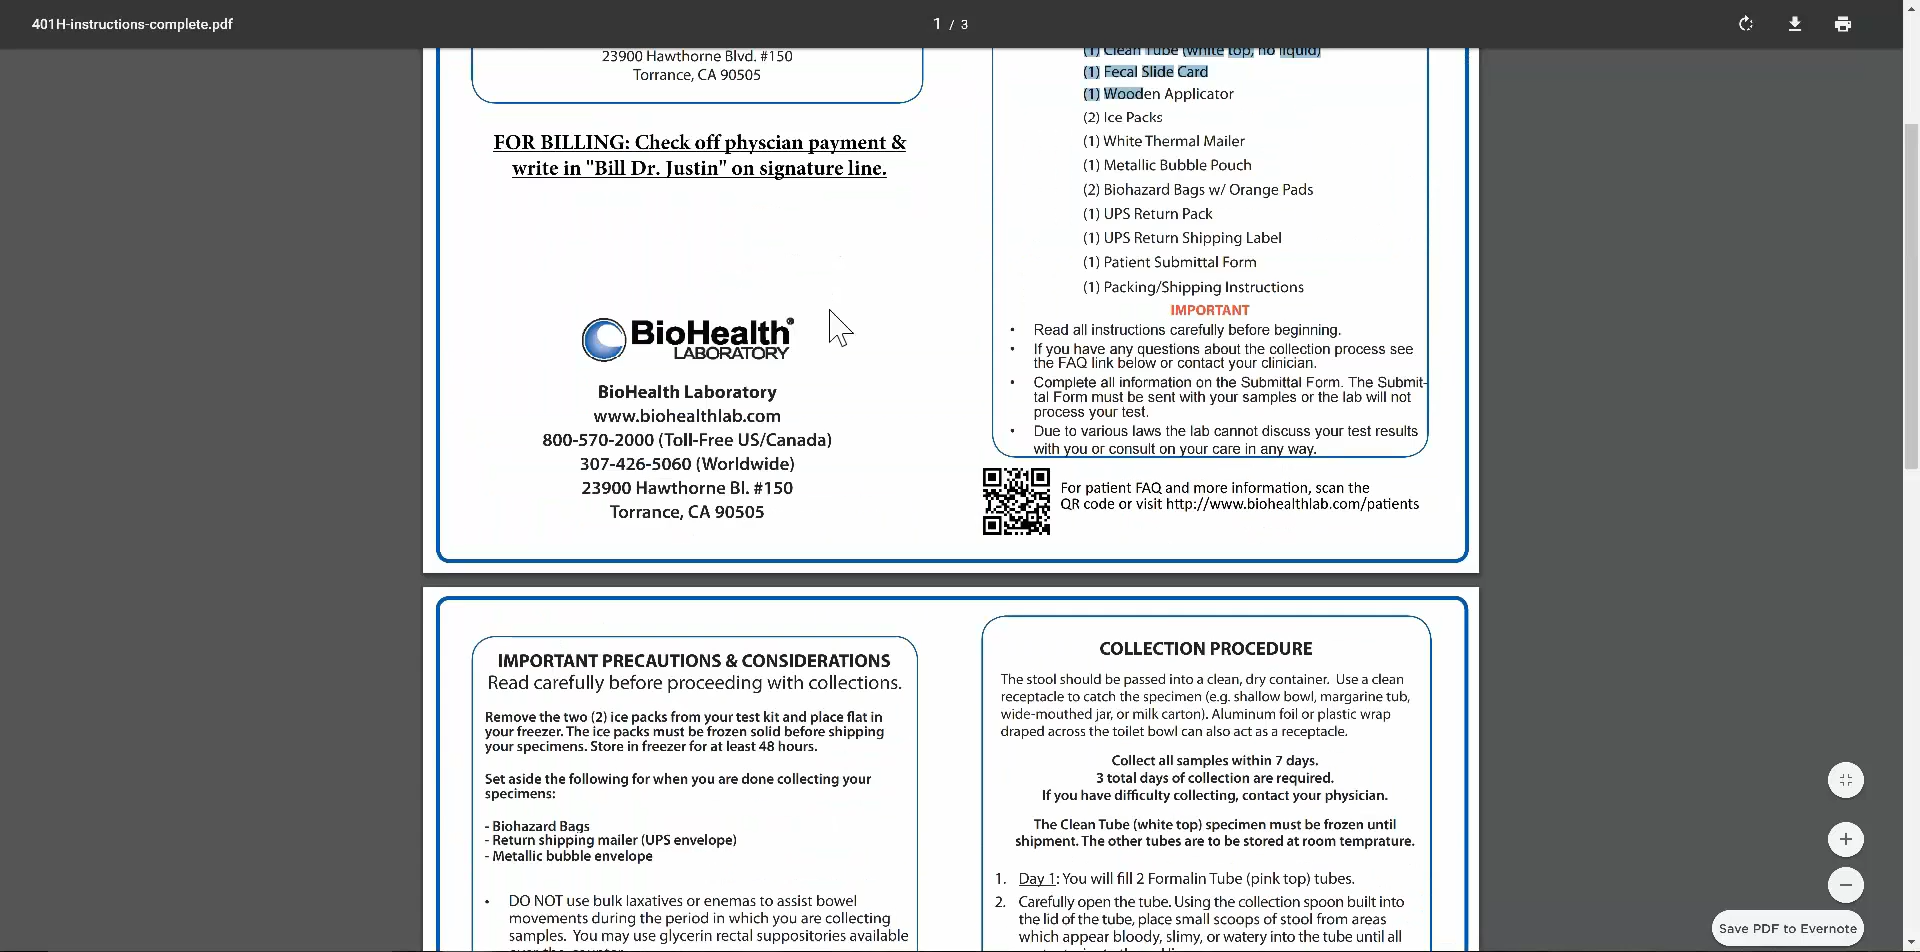 401H-instructions-complete.pdf
1 / 3
23900 Hawthorne Blvd. #150
Torrance, CA 90505
FOR BILLING: Check off physcian payment &
write in "Bill Dr. Justin" on signature line.
BioHealth®
LABORATORY
BioHealth Laboratory
www.biohealthlab.com
800-570-2000 (Toll-Free US/Canada)
307-426-5060 (Worldwide)
23900 Hawthorne Bl. #150
Torrance, CA 90505
(1) Clean Tube (white top, no liquid)
(1) Fecal Slide Card
(1) Wooden Applicator
(2) Ice Packs
(1) White Thermal Mailer
(1) Metallic Bubble Pouch
(2) Biohazard Bags w/ Orange Pads
(1) UPS Return Pack
(1) UPS Return Shipping Label
(1) Patient Submittal Form
(1) Packing/Shipping Instructions
IMPORTANT
• Read all instructions carefully before beginning.
• If you have any questions about the collection process see
the FAQ link below or contact your clinician.
• Complete all information on the Submittal Form. The Submit-
tal Form must be sent with your samples or the lab will not
process your test.
• Due to various laws the lab cannot discuss your test results
with you or consult on your care in any way.
For patient FAQ and more information, scan the
QR code or visit http://www.biohealthlab.com/patients
IMPORTANT PRECAUTIONS & CONSIDERATIONS
Read carefully before proceeding with collections.
Remove the two (2) ice packs from your test kit and place flat in
your freezer. The ice packs must be frozen solid before shipping
your specimens. Store in freezer for at least 48 hours.
Set aside the following for when you are done collecting your
specimens:
- Biohazard Bags
- Return shipping mailer (UPS envelope)
- Metallic bubble envelope
• DO NOT use bulk laxatives or enemas to assist bowel
movements during the period in which you are collecting
samples. You may use glycerin rectal suppositories available
COLLECTION PROCEDURE
The stool should be passed into a clean, dry container. Use a clean
receptacle to catch the specimen (e.g. shallow bowl, margarine tub,
wide-mouthed jar, or milk carton). Aluminum foil or plastic wrap
draped across the toilet bowl can also act as a receptacle.
Collect all samples within 7 days.
3 total days of collection are required.
If you have difficulty collecting, contact your physician.
The Clean Tube (white top) specimen must be frozen until
shipment. The other tubes are to be stored at room temprature.
1. Day 1: You will fill 2 Formalin Tube (pink top) tubes.
2. Carefully open the tube. Using the collection spoon built into
the lid of the tube, place small scoops of stool from areas
which appear bloody, slimy, or watery into the tube until all
Save PDF to Evernote